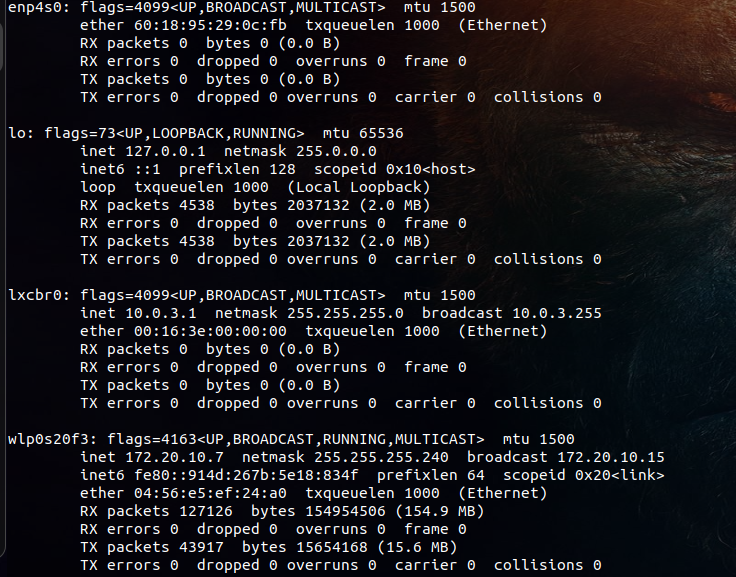 enp4s0: flags=4099<UP,BROADCAST,MULTICAST>  mtu 1500
        ether 60:18:95:29:0c:fb  txqueuelen 1000  (Ethernet)
        RX packets 0  bytes 0 (0.0 B)
        RX errors 0  dropped 0  overruns 0  frame 0
        TX packets 0  bytes 0 (0.0 B)
        TX errors 0  dropped 0 overruns 0  carrier 0  collisions 0

lo: flags=73<UP,LOOPBACK,RUNNING>  mtu 65536
        inet 127.0.0.1  netmask 255.0.0.0
        inet6 ::1  prefixlen 128  scopeid 0x10<host>
        loop  txqueuelen 1000  (Local Loopback)
        RX packets 4538  bytes 2037132 (2.0 MB)
        RX errors 0  dropped 0  overruns 0  frame 0
        TX packets 4538  bytes 2037132 (2.0 MB)
        TX errors 0  dropped 0 overruns 0  carrier 0  collisions 0

lxcbr0: flags=4099<UP,BROADCAST,MULTICAST>  mtu 1500
        inet 10.0.3.1  netmask 255.255.255.0  broadcast 10.0.3.255
        ether 00:16:3e:00:00:00  txqueuelen 1000  (Ethernet)
        RX packets 0  bytes 0 (0.0 B)
        RX errors 0  dropped 0  overruns 0  frame 0
        TX packets 0  bytes 0 (0.0 B)
        TX errors 0  dropped 0 overruns 0  carrier 0  collisions 0

wlp0s20f3: flags=4163<UP,BROADCAST,RUNNING,MULTICAST>  mtu 1500
        inet 172.20.10.7  netmask 255.255.255.240  broadcast 172.20.10.15
        inet6 fe80::914d:267b:5e18:834f  prefixlen 64  scopeid 0x20<link>
        ether 04:56:e5:ef:24:a0  txqueuelen 1000  (Ethernet)
        RX packets 127126  bytes 154954506 (154.9 MB)
        RX errors 0  dropped 0  overruns 0  frame 0
        TX packets 43917  bytes 15654168 (15.6 MB)
        TX errors 0  dropped 0 overruns 0  carrier 0  collisions 0